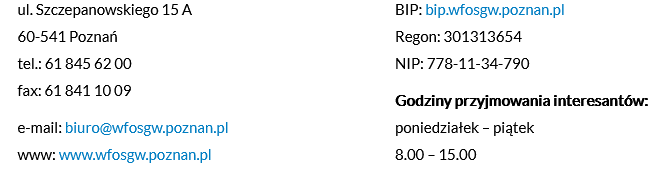 ul. Szczepanowskiego 15 A
60-541 Poznań
tel.: 61 845 62 00
fax: 61 841 10 09
e-mail: biuro@wfosgw.poznan.pl
www: www.wfosgw.poznan.pl
BIP: bip.wfosgw.poznan.pl
Regon: 301313654
NIP: 778-11-34-790
Godziny przyjmowania interesantów:
poniedziałek – piątek
8.00 – 15.00